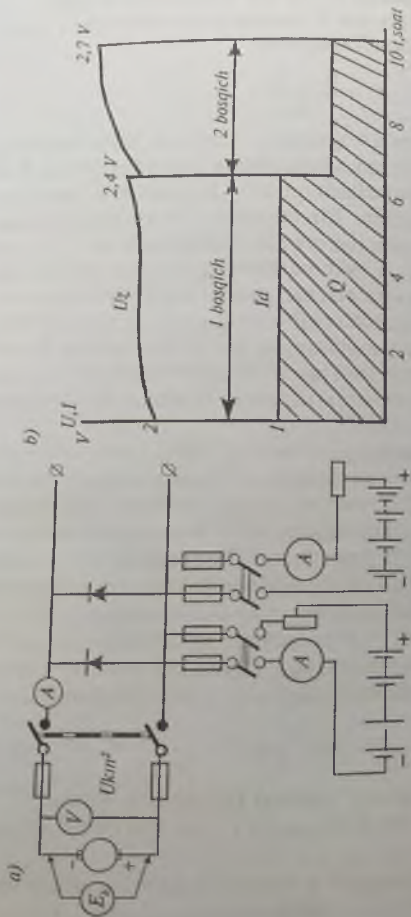 a)
E₃
V
- +
Ukm²
A
Ø
Ø
A
A
- +
- +
b)
U,I
V
2
1
Uz
2,4 V
2,7 V
1 bosqich
2 bosqich
Id
Q
2 4 6 8 10 t,soat